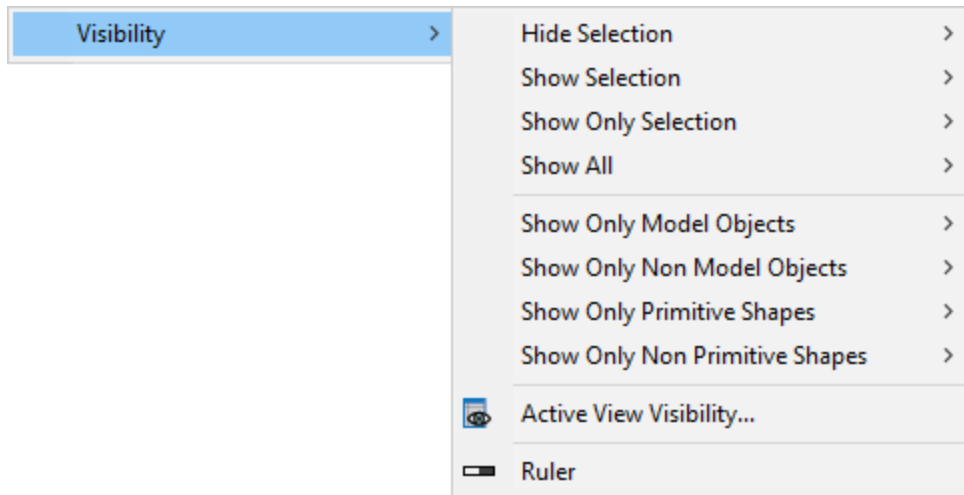 Visibility
Hide Selection
Show Selection
Show Only Selection
Show All
Show Only Model Objects
Show Only Non Model Objects
Show Only Primitive Shapes
Show Only Non Primitive Shapes
Active View Visibility...
Ruler